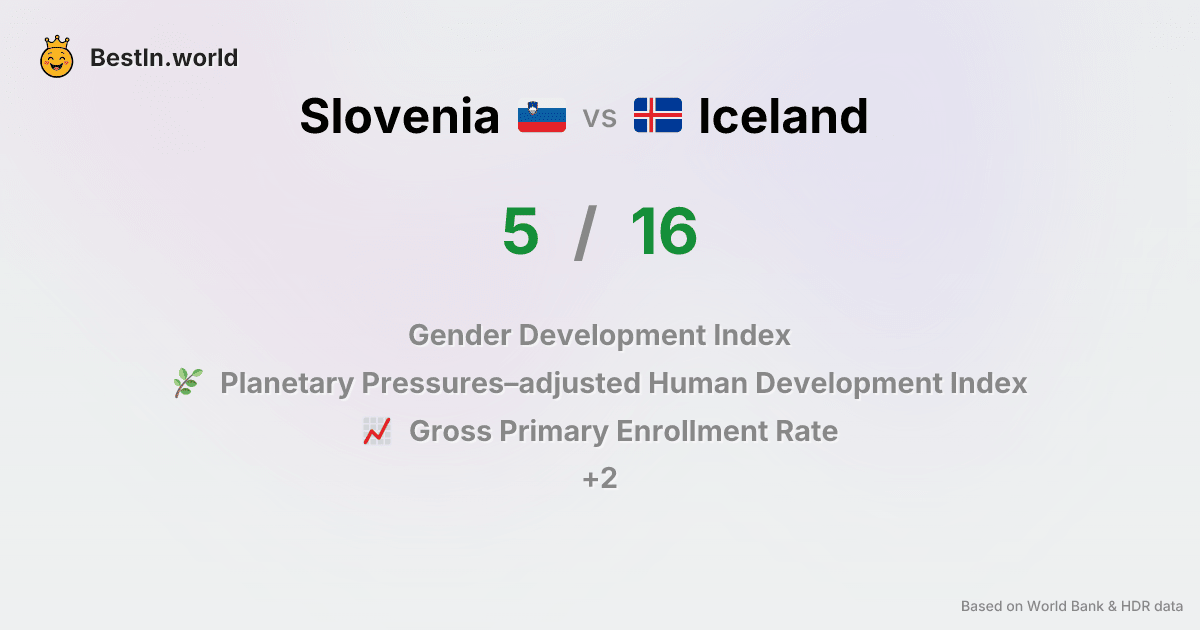 BestIn.world
Slovenia vs Iceland
5 / 16
Gender Development Index
Planetary Pressures–adjusted Human Development Index
Gross Primary Enrollment Rate
+2
Based on World Bank & HDR data